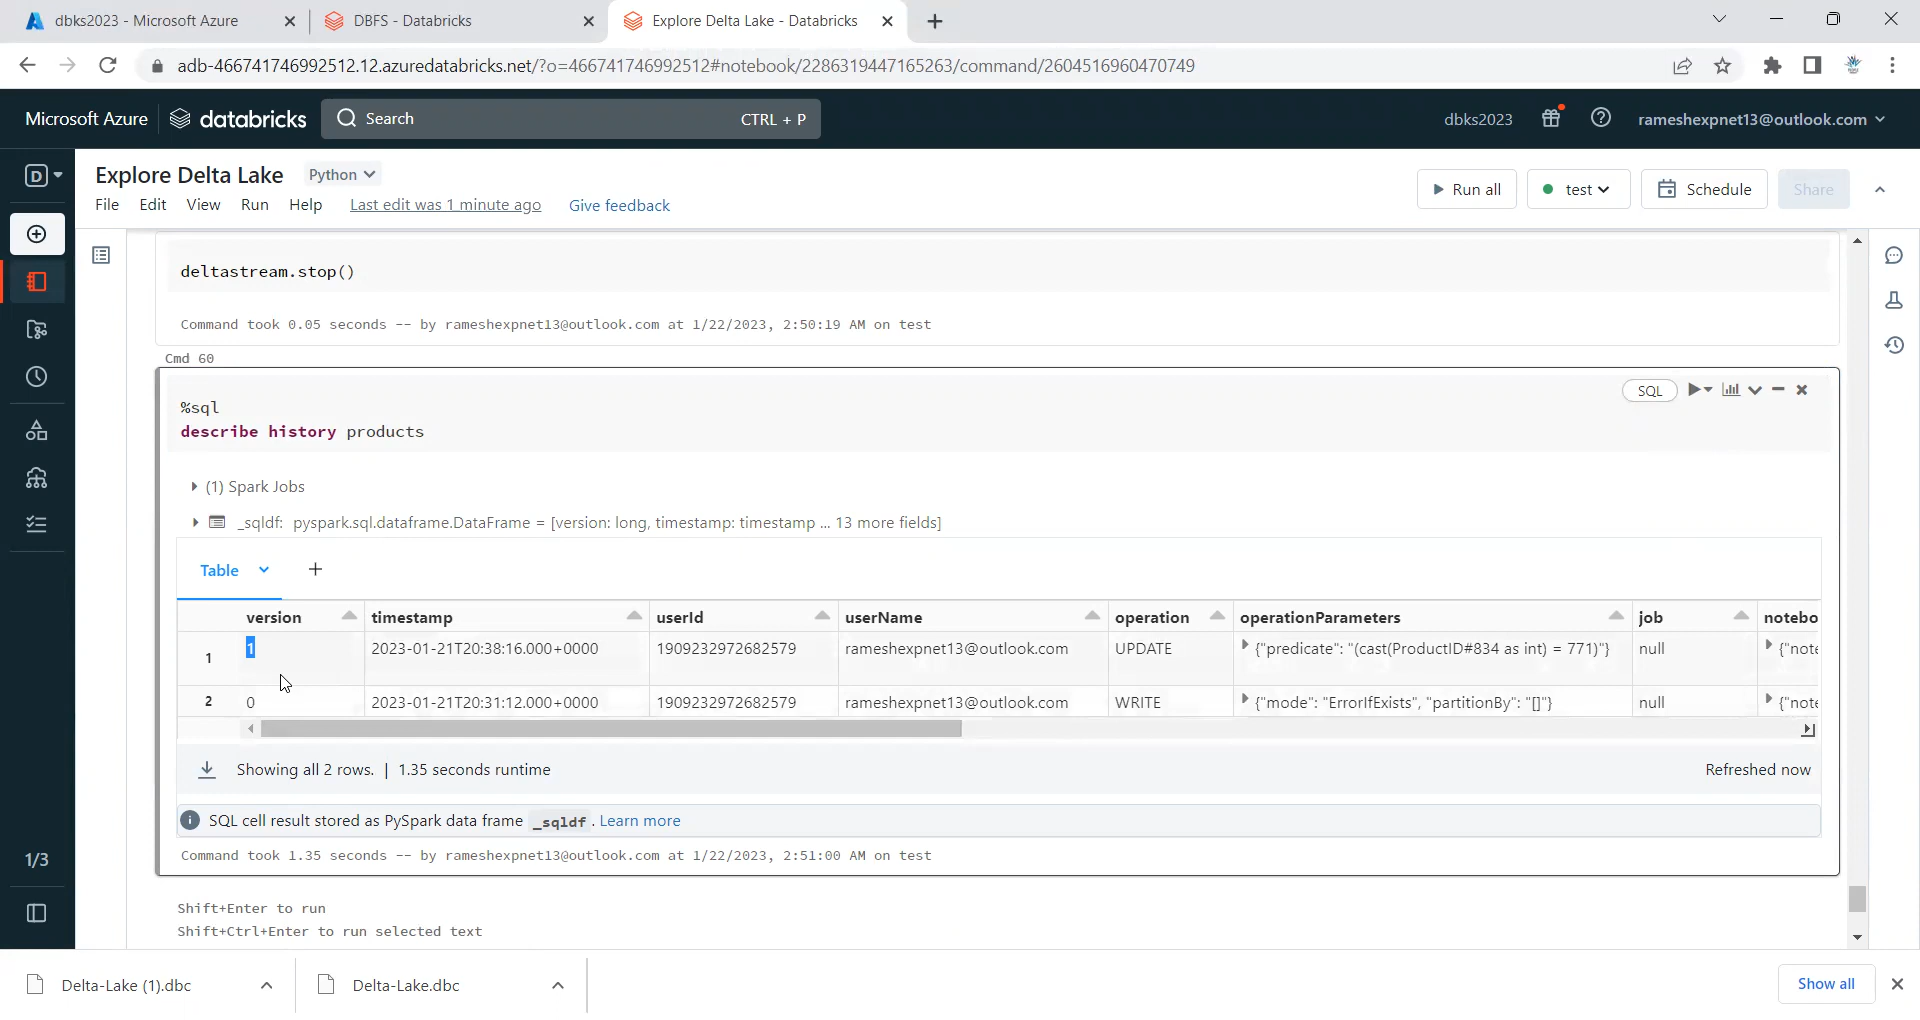 dbks2023 - Microsoft Azure
DBFS - Databricks
Explore Delta Lake - Databricks
adb-466741746992512.12.azuredatabricks.net/?o=466741746992512#notebook/2286319447165263/command/2604516960470749
Microsoft Azure
databricks
Search
CTRL + P
dbks2023
rameshexpnet13@outlook.com
D
Explore Delta Lake
Python
File Edit View Run Help
Last edit was 1 minute ago
Give feedback
Run all
test
Schedule
Share
deltastream.stop()
Command took 0.05 seconds -- by rameshexpnet13@outlook.com at 1/22/2023, 2:50:19 AM on test
Cmd 60
SQL
%sql
describe history products
(1) Spark Jobs
_sqldf: pyspark.sql.dataframe.DataFrame = [version: long, timestamp: timestamp ... 13 more fields]
Table
version timestamp userId userName operation operationParameters job notebo
1 1 2023-01-21T20:38:16.000+0000 1909232972682579 rameshexpnet13@outlook.com UPDATE {"predicate": "(cast(ProductID#834 as int) = 771)"} null {"note
2 0 2023-01-21T20:31:12.000+0000 1909232972682579 rameshexpnet13@outlook.com WRITE {"mode": "ErrorIfExists", "partitionBy": "[]"} null {"note
Showing all 2 rows. | 1.35 seconds runtime
Refreshed now
SQL cell result stored as PySpark data frame _sqldf . Learn more
Command took 1.35 seconds -- by rameshexpnet13@outlook.com at 1/22/2023, 2:51:00 AM on test
1/3
Shift+Enter to run
Shift+Ctrl+Enter to run selected text
Delta-Lake (1).dbc
Delta-Lake.dbc
Show all